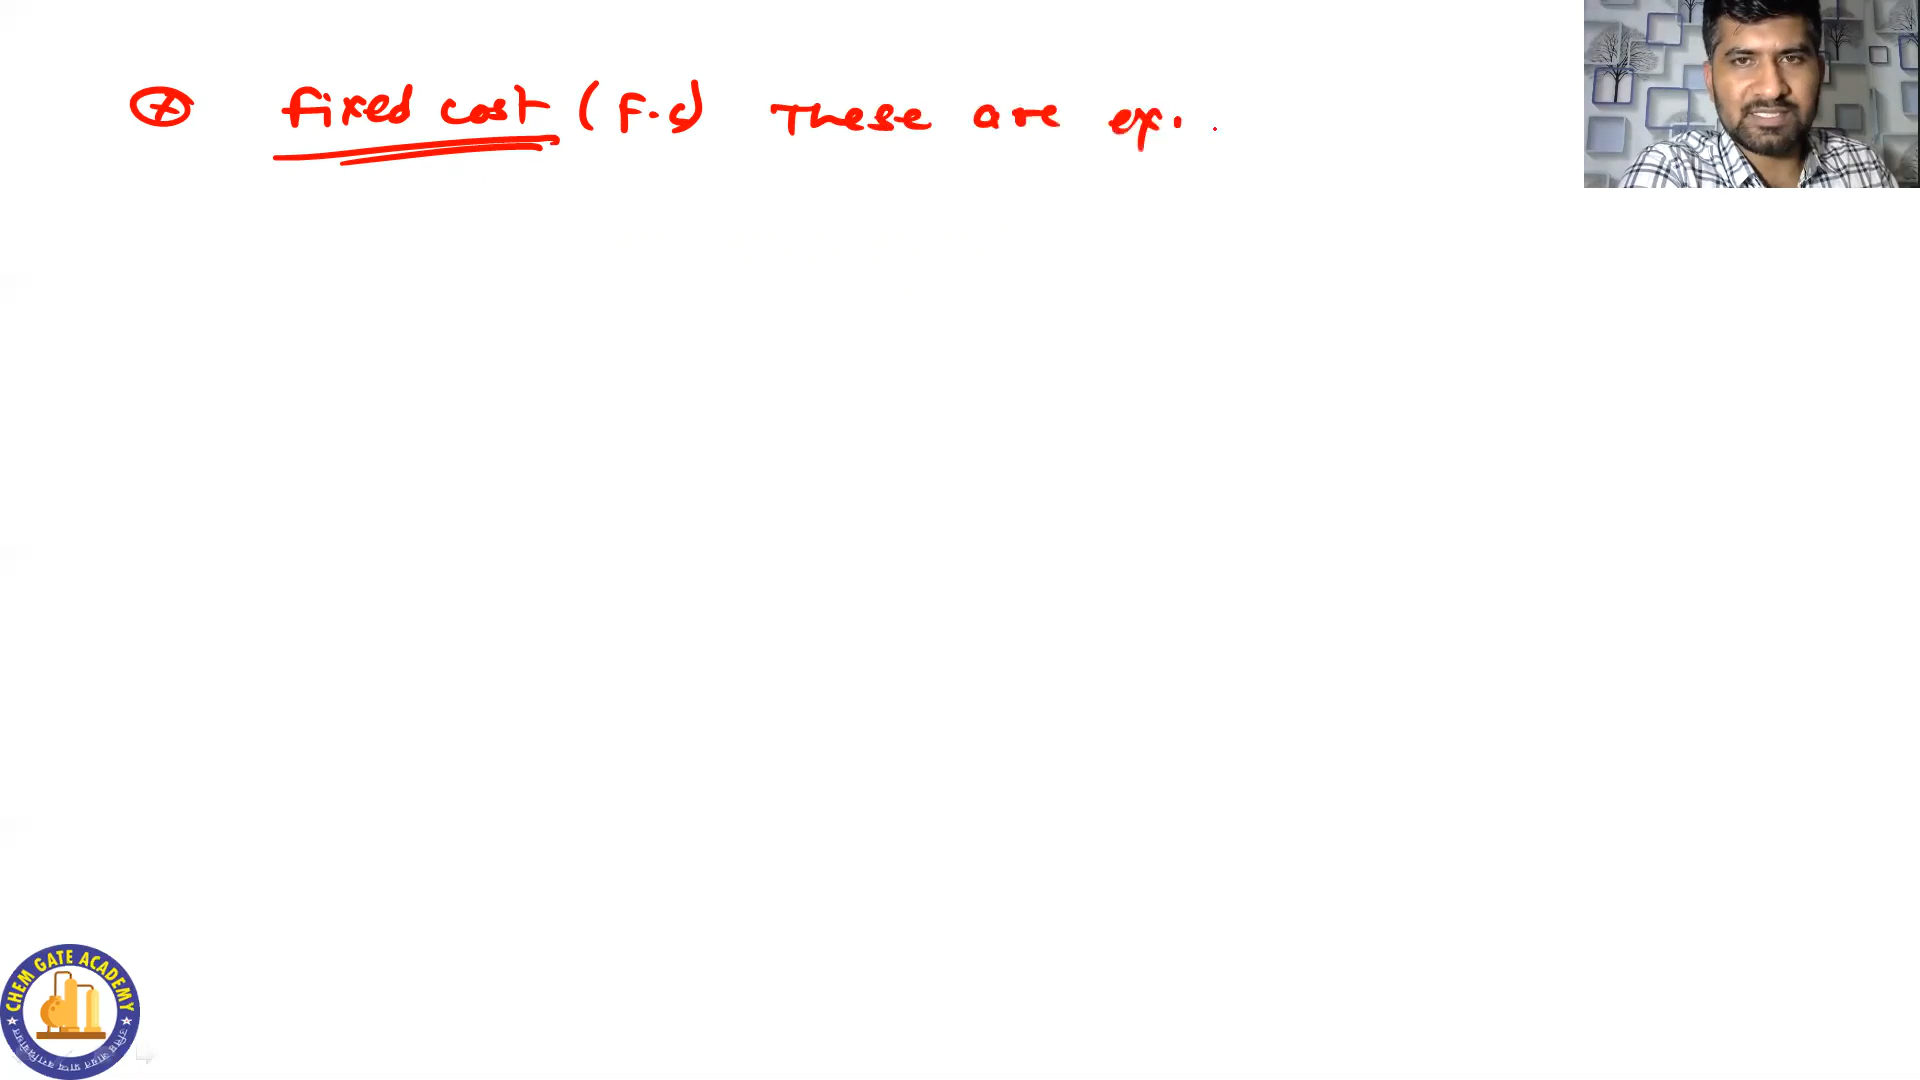 ⊗ Fixed cost (F.C) These are ex. .
CHEM GATE ACADEMY